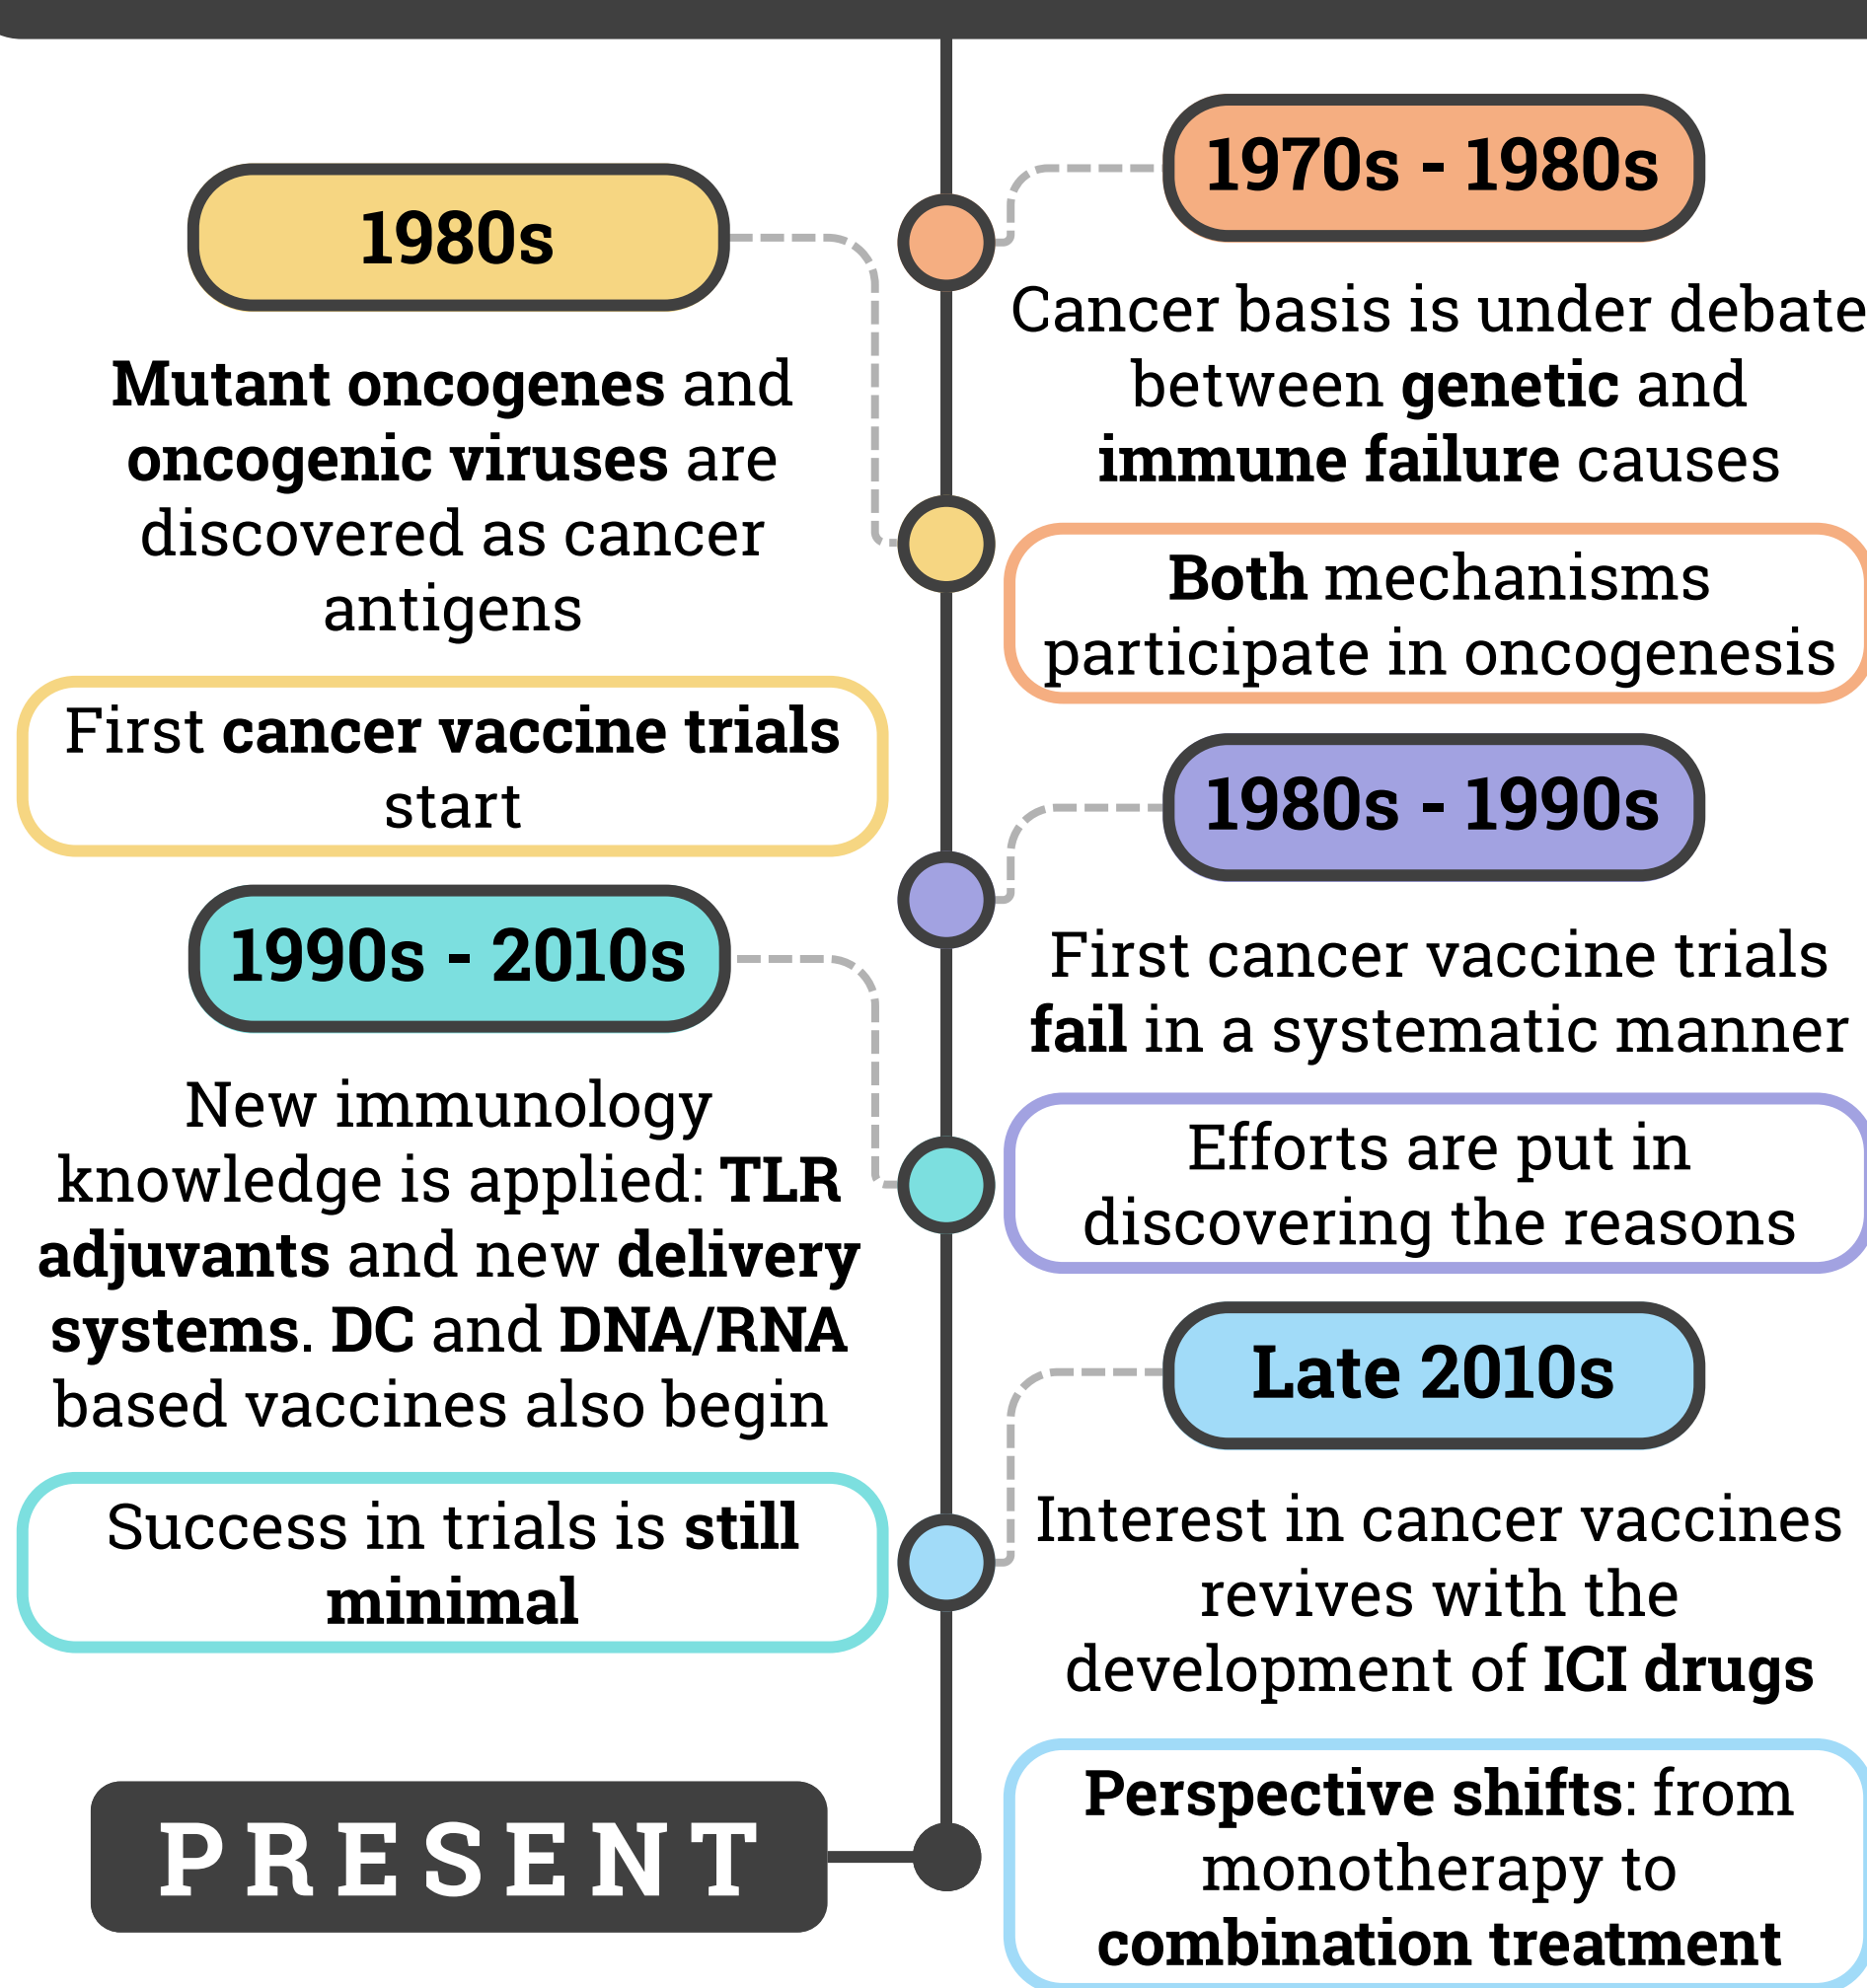 1970s - 1980s
Cancer basis is under debate
between genetic and
immune failure causes
Both mechanisms
participate in oncogenesis
1980s
Mutant oncogenes and
oncogenic viruses are
discovered as cancer
antigens
First cancer vaccine trials
start
1980s - 1990s
First cancer vaccine trials
fail in a systematic manner
Efforts are put in
discovering the reasons
1990s - 2010s
New immunology
knowledge is applied: TLR
adjuvants and new delivery
systems. DC and DNA/RNA
based vaccines also begin
Success in trials is still
minimal
Late 2010s
Interest in cancer vaccines
revives with the
development of ICI drugs
Perspective shifts: from
monotherapy to
combination treatment
PRESENT